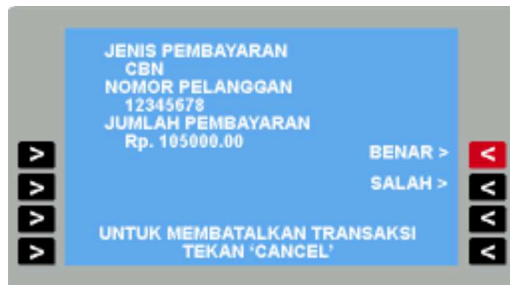 JENIS PEMBAYARAN
CBN
NOMOR PELANGGAN
12345678
JUMLAH PEMBAYARAN
Rp. 105000.00
BENAR >
SALAH >
UNTUK MEMBATALKAN TRANSAKSI
TEKAN 'CANCEL'